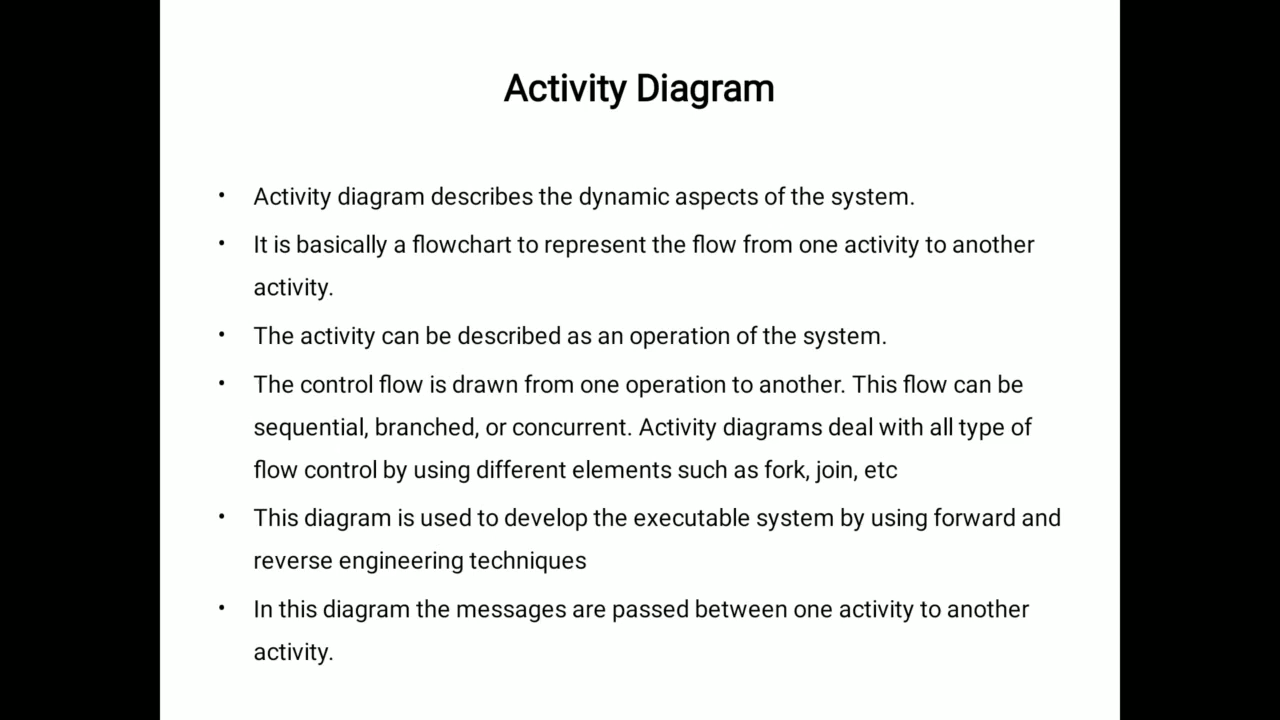 Activity Diagram
• Activity diagram describes the dynamic aspects of the system.
• It is basically a flowchart to represent the flow from one activity to another
activity.
• The activity can be described as an operation of the system.
• The control flow is drawn from one operation to another. This flow can be
sequential, branched, or concurrent. Activity diagrams deal with all type of
flow control by using different elements such as fork, join, etc
• This diagram is used to develop the executable system by using forward and
reverse engineering techniques
• In this diagram the messages are passed between one activity to another
activity.